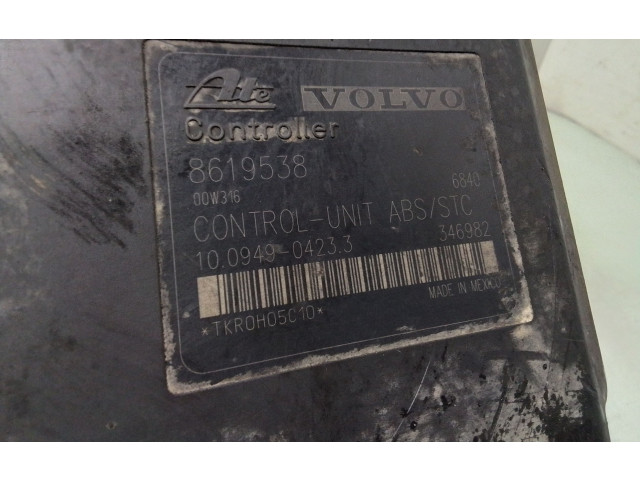 Ate VOLVO
Controller
8619538
00W316 6840
CONTROL-UNIT ABS/STC
10.0949-0423.3 346982
*TKR0H05C10*
MADE IN MEXICO